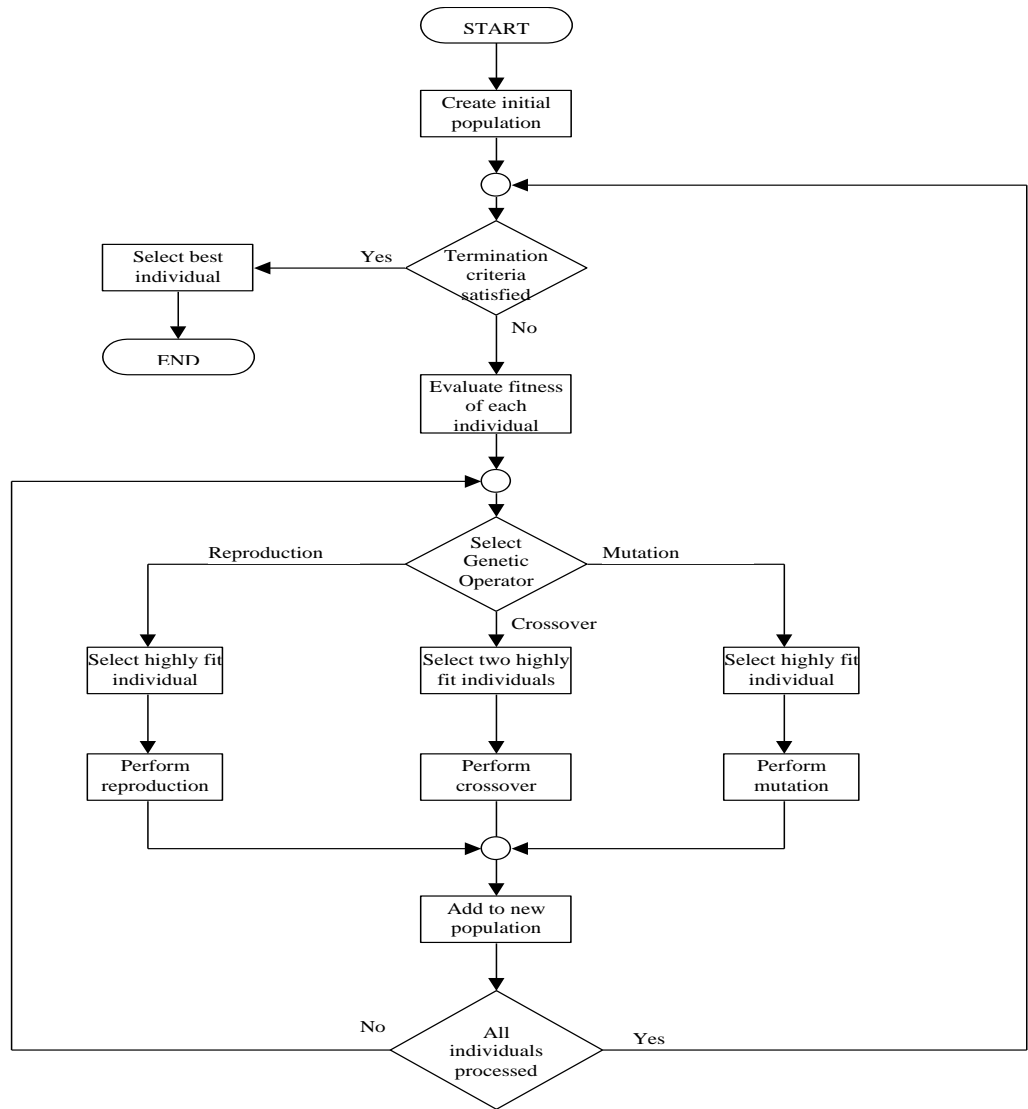 START
Create initial
population
Termination
criteria
satisfied
Yes
Select best
individual
END
No
Evaluate fitness
of each
individual
Select
Genetic
Operator
Reproduction
Mutation
Crossover
Select highly fit
individual
Select two highly
fit individuals
Select highly fit
individual
Perform
reproduction
Perform
crossover
Perform
mutation
Add to new
population
No
All
individuals
processed
Yes